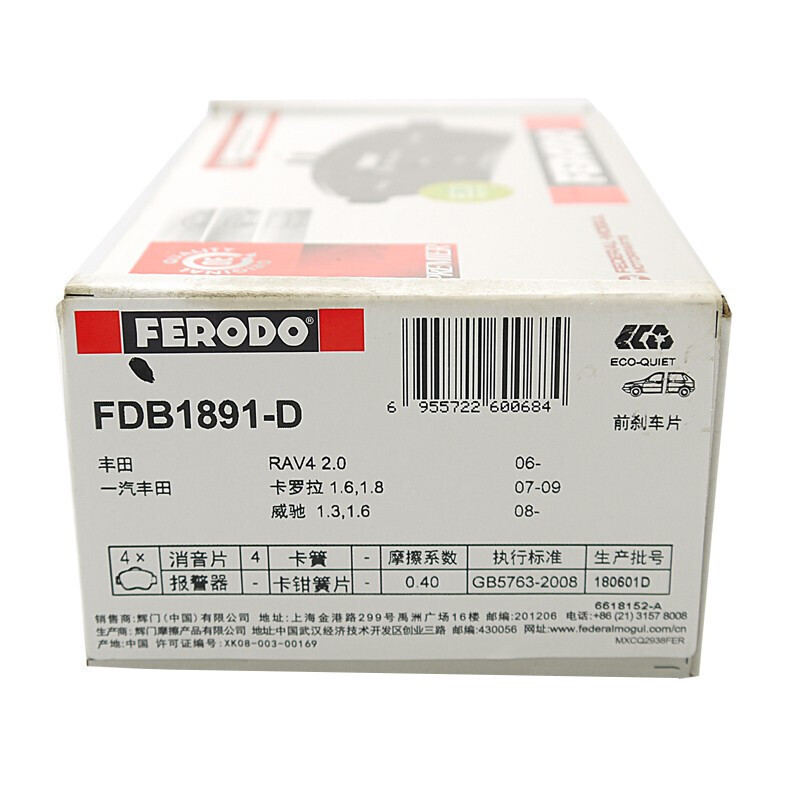 FERODO
FEDERAL MOGUL
PREMIER
FERODO®
ECO
ECO-QUIET
6 955722 600684
FDB1891-D
前刹车片
丰田 RAV4 2.0 06-
一汽丰田 卡罗拉 1.6,1.8 07-09
威驰 1.3,1.6 08-
4× 消音片 4 卡簧 - 摩擦系数 执行标准 生产批号
报警器 - 卡钳簧片 - 0.40 GB5763-2008 180601D
6618152-A
销售商:辉门(中国)有限公司 地址:上海金港路299号禹洲广场16楼 邮编:201206 电话:+86 (21) 3157 8008
生产商:辉门摩擦产品有限公司 地址中国武汉经济技术开发区创业三路 邮编:430056 网址:www.federalmogul.com/cn
产地:中国 许可证编号:XK08-003-00169
MXCQ2938FER